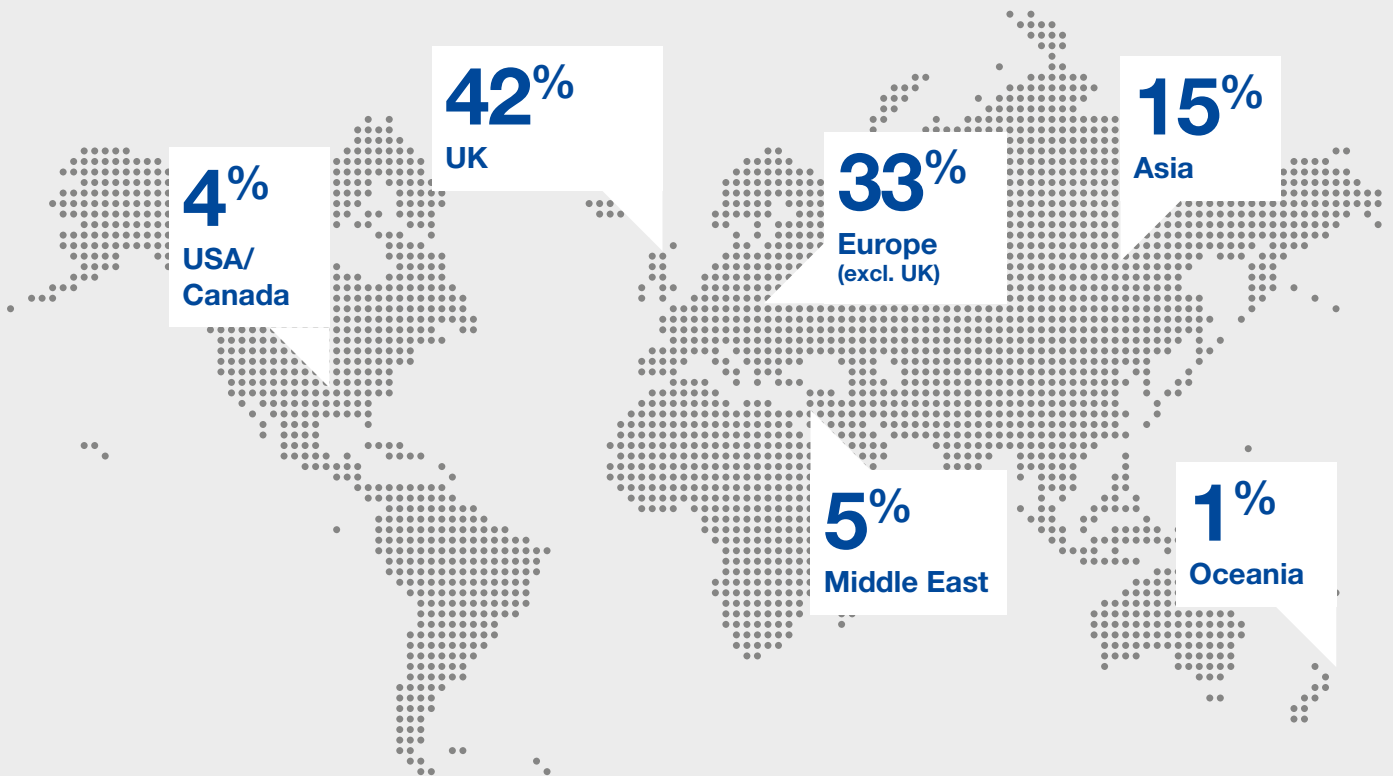 42%
UK
15%
Asia
33%
Europe
(excl. UK)
4%
USA/
Canada
5%
Middle East
1%
Oceania